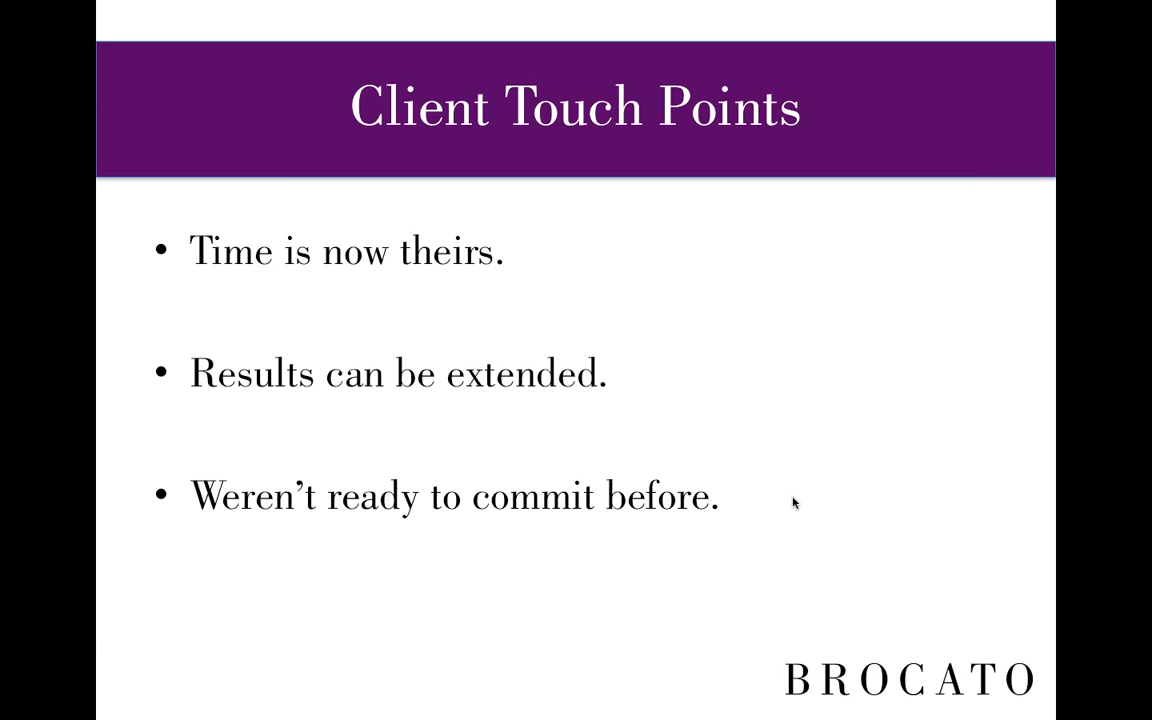 Client Touch Points
• Time is now theirs.
• Results can be extended.
• Weren’t ready to commit before.
BROCATO